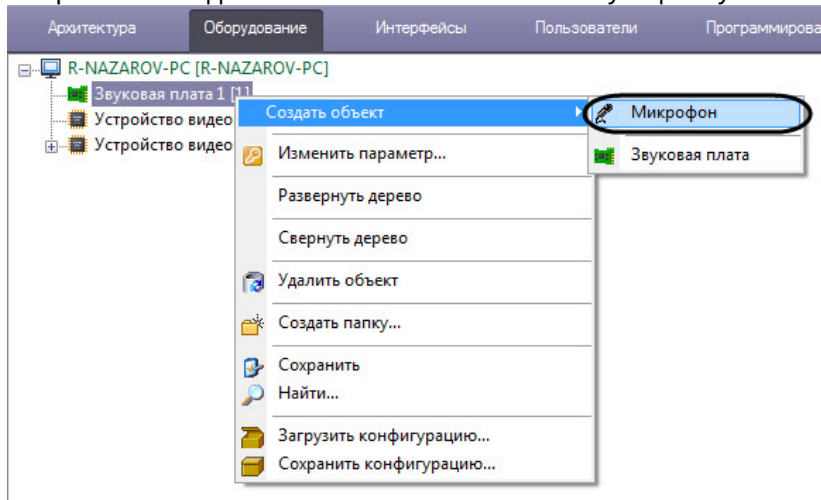 Архитектура Оборудование Интерфейсы Пользователи Программирова
R-NAZAROV-PC [R-NAZAROV-PC]
Звуковая плата 1 [1]
Устройство видео
Устройство видео
Создать объект
Изменить параметр...
Развернуть дерево
Свернуть дерево
Удалить объект
Создать папку...
Сохранить
Найти...
Загрузить конфигурацию...
Сохранить конфигурацию...
Микрофон
Звуковая плата